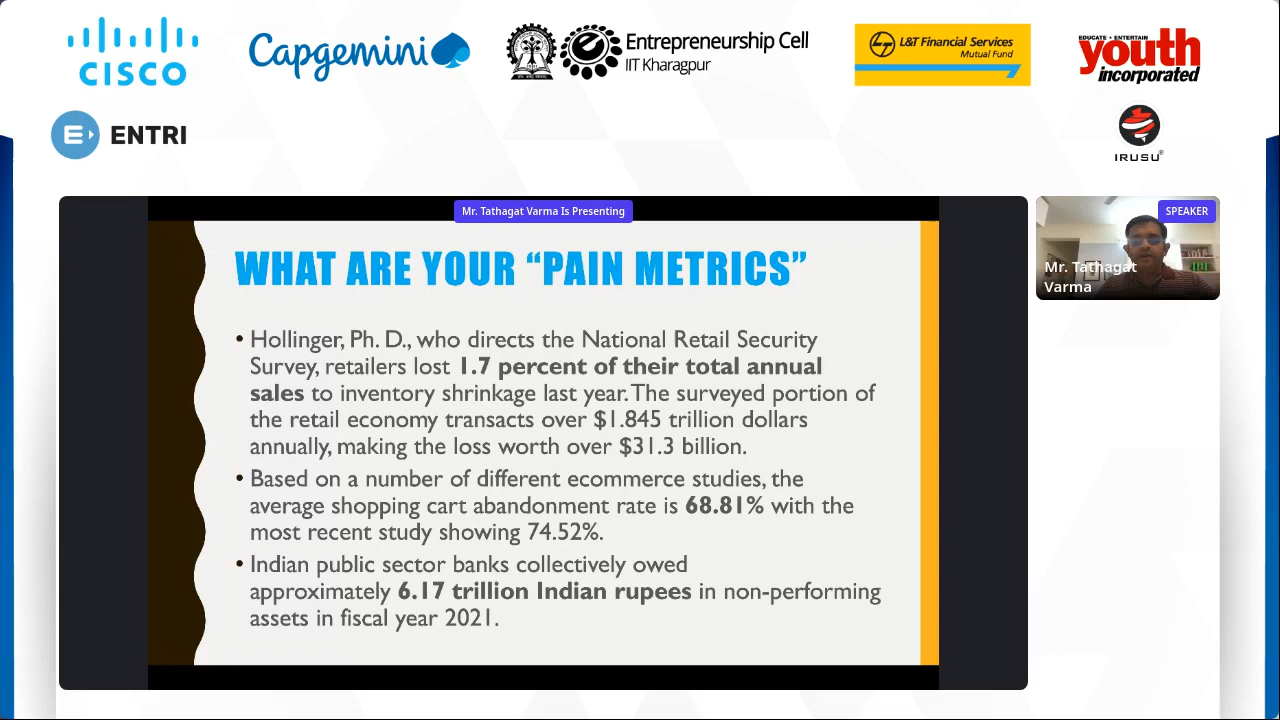 CISCO
Capgemini
Entrepreneurship Cell
IIT Kharagpur
L&T Financial Services
Mutual Fund
EDUCATE • ENTERTAIN
youth
incorporated
E ENTRI
IRUSU®
Mr. Tathagat Varma Is Presenting
SPEAKER
Mr. Tathagat
Varma
WHAT ARE YOUR “PAIN METRICS”
• Hollinger, Ph. D., who directs the National Retail Security
Survey, retailers lost 1.7 percent of their total annual
sales to inventory shrinkage last year. The surveyed portion of
the retail economy transacts over $1.845 trillion dollars
annually, making the loss worth over $31.3 billion.
• Based on a number of different ecommerce studies, the
average shopping cart abandonment rate is 68.81% with the
most recent study showing 74.52%.
• Indian public sector banks collectively owed
approximately 6.17 trillion Indian rupees in non-performing
assets in fiscal year 2021.